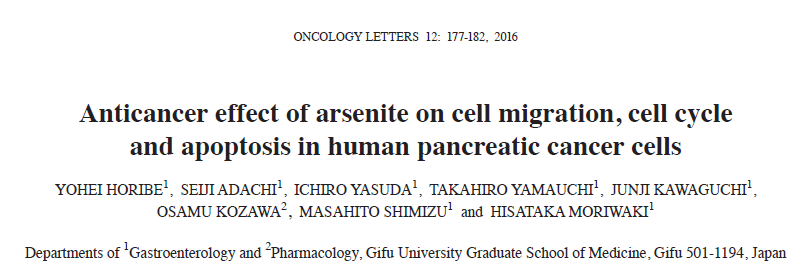 ONCOLOGY LETTERS 12: 177-182, 2016
Anticancer effect of arsenite on cell migration, cell cycle
and apoptosis in human pancreatic cancer cells
YOHEI HORIBE1, SEIJI ADACHI1, ICHIRO YASUDA1, TAKAHIRO YAMAUCHI1, JUNJI KAWAGUCHI1,
OSAMU KOZAWA2, MASAHITO SHIMIZU1 and HISATAKA MORIWAKI1
Departments of 1Gastroenterology and 2Pharmacology, Gifu University Graduate School of Medicine, Gifu 501-1194, Japan